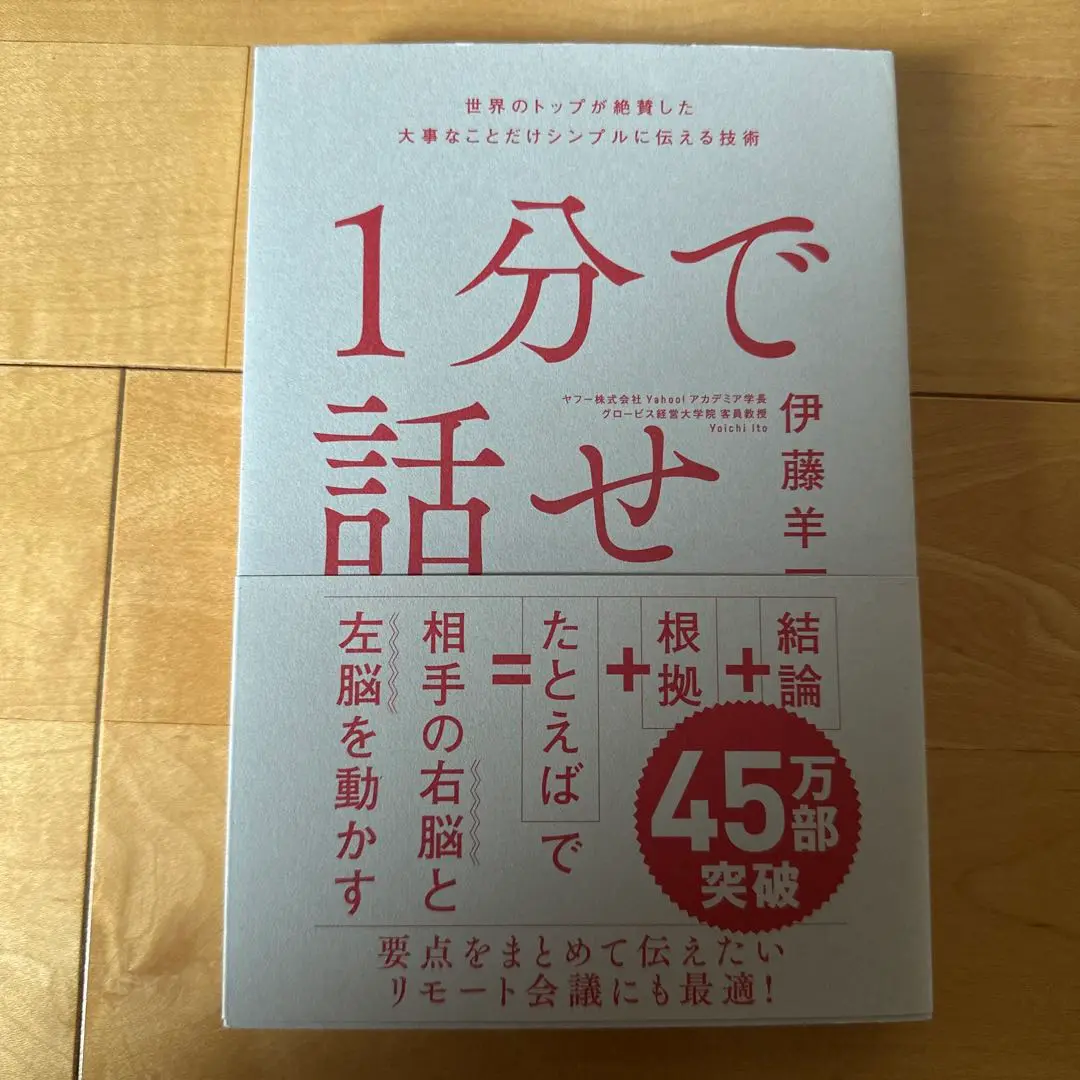 世界のトップが絶賛した
大事なことだけシンプルに伝える技術
1分で
話せ
ヤフー株式会社 Yahoo! アカデミア学長
グロービス経営大学院 客員教授
Yoichi Ito
伊藤羊一
結論
+
根拠
+
たとえばで
=
相手の右脳と
左脳を動かす
45万部
突破
要点をまとめて伝えたい
リモート会議にも最適!